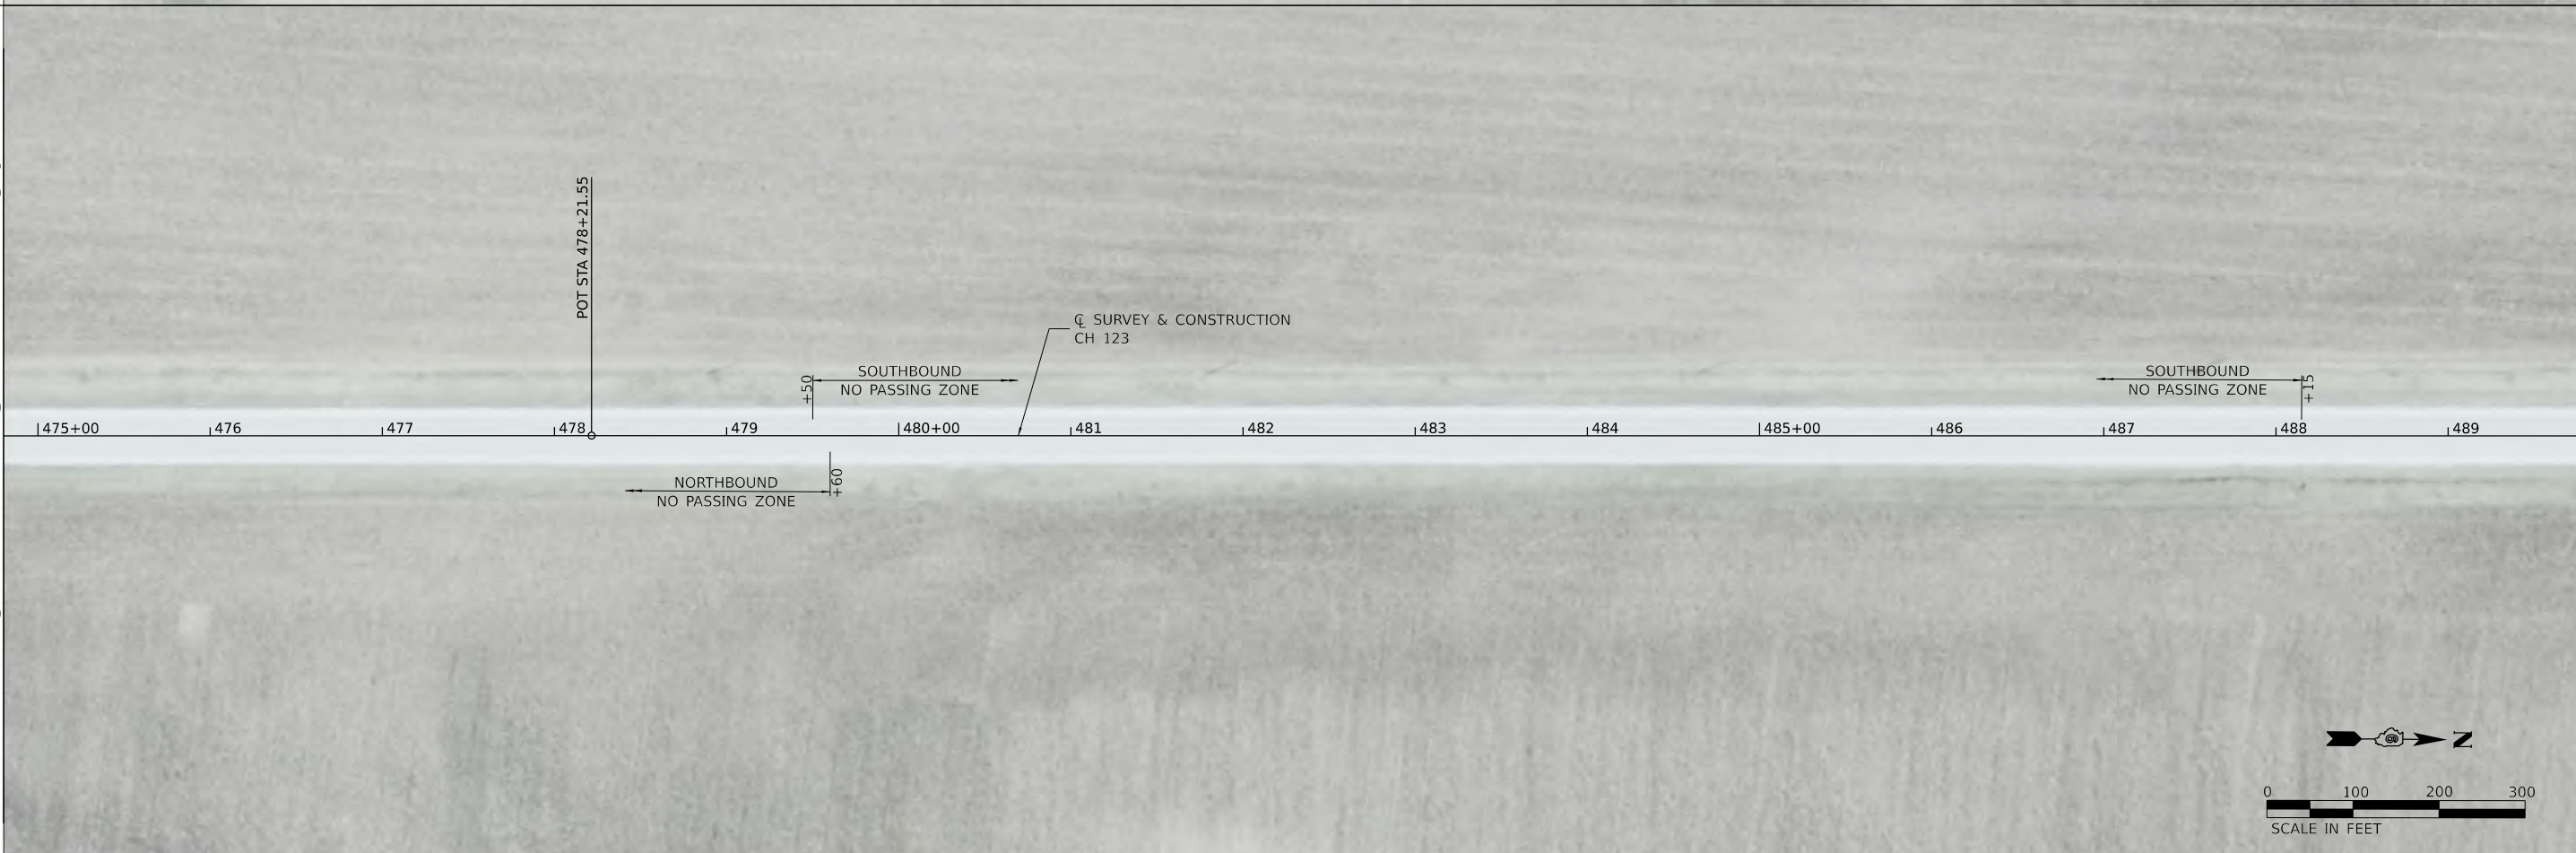 POT STA 478+21.55
℄ SURVEY & CONSTRUCTION
CH 123
+50
SOUTHBOUND
NO PASSING ZONE
SOUTHBOUND
NO PASSING ZONE
+15
475+00 476 477 478 479 480+00 481 482 483 484 485+00 486 487 488 489
NORTHBOUND
NO PASSING ZONE
+60
N
0 100 200 300
SCALE IN FEET